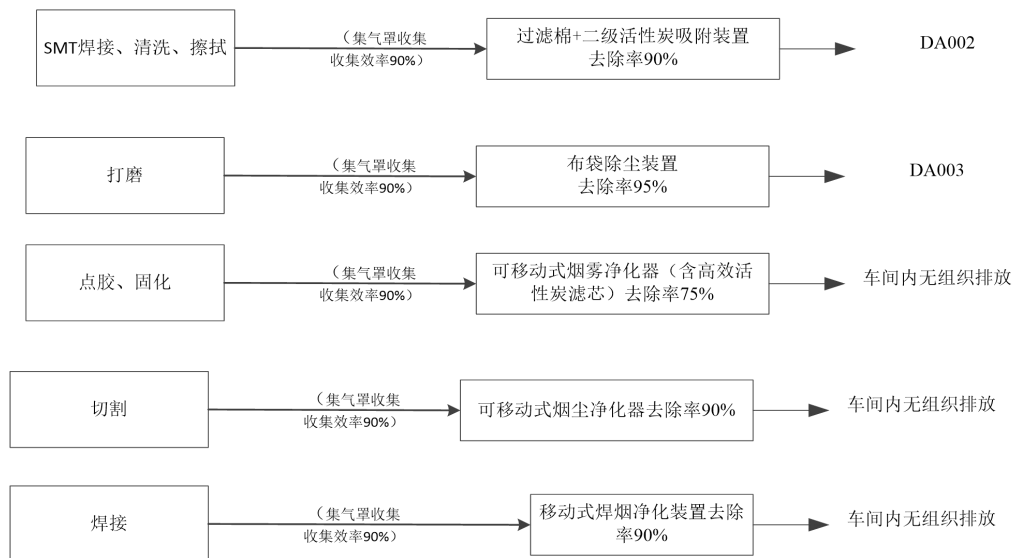 SMT焊接、清洗、擦拭
（集气罩收集
收集效率90%）
过滤棉+二级活性炭吸附装置
去除率90%
DA002
打磨
（集气罩收集
收集效率90%）
布袋除尘装置
去除率95%
DA003
点胶、固化
（集气罩收集
收集效率90%）
可移动式烟雾净化器（含高效活
性炭滤芯）去除率75%
车间内无组织排放
切割
（集气罩收集
收集效率90%）
可移动式烟尘净化器去除率90%
车间内无组织排放
焊接
（集气罩收集
收集效率90%）
移动式焊烟净化装置去除
率90%
车间内无组织排放